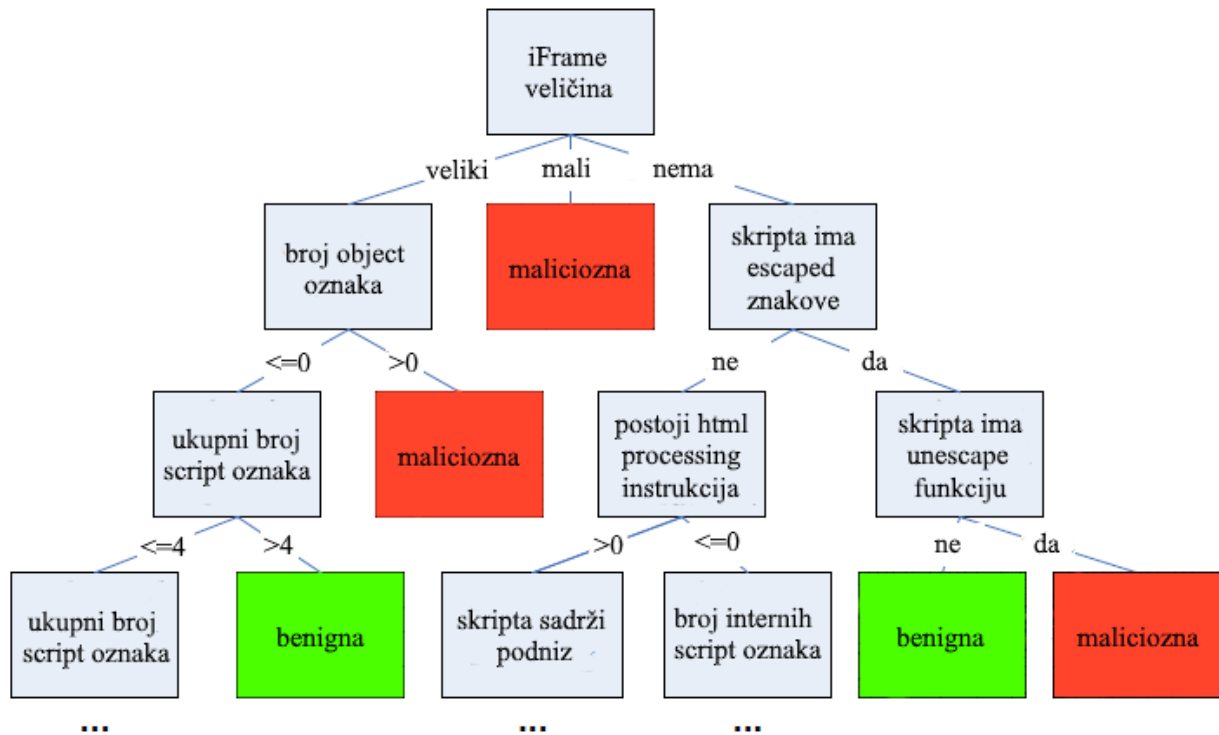 iFrame
veličina
veliki
mali
nema
broj object
oznaka
maliciozna
skripta ima
escaped
znakove
<=0
>0
ne
da
ukupni broj
script oznaka
maliciozna
postoji html
processing
instrukcija
skripta ima
unescape
funkciju
<=4
>4
>0
<=0
ne
da
ukupni broj
script oznaka
benigna
skripta sadrži
podniz
broj internih
script oznaka
benigna
maliciozna
...
...
...